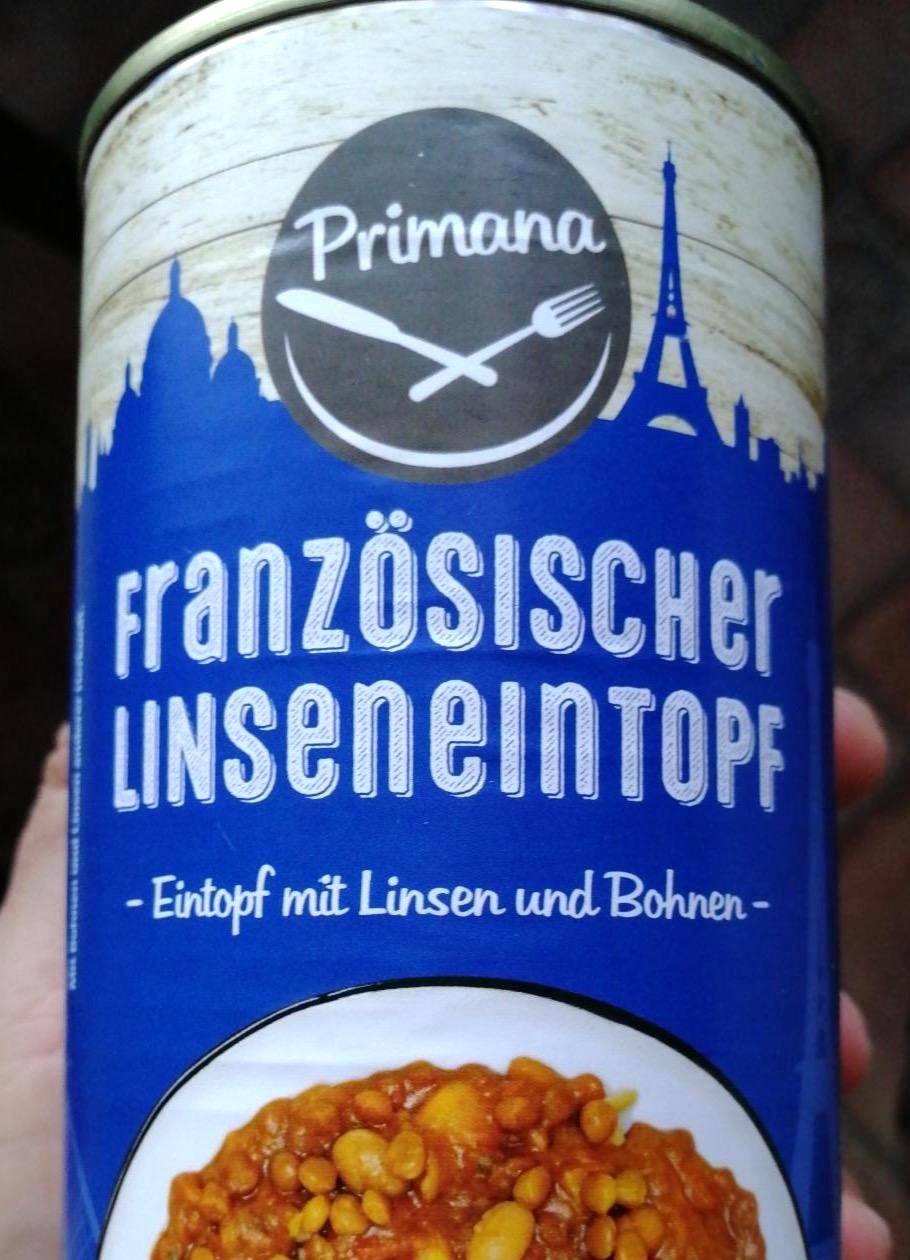 Primana
Französischer
Linseneintopf
- Eintopf mit Linsen und Bohnen -